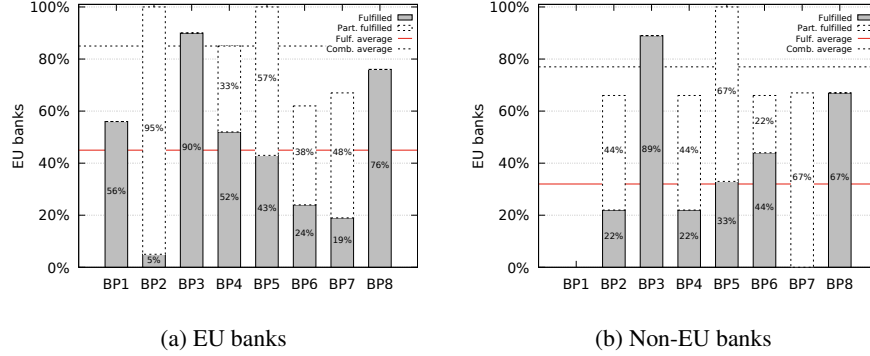 Fulfilled
Part. fulfilled
Fulf. average
Comb. average
100%
80%
60%
40%
20%
0%
EU banks
56%
95%
5%
90%
33%
52%
57%
43%
38%
24%
48%
19%
76%
BP1 BP2 BP3 BP4 BP5 BP6 BP7 BP8
(a) EU banks
Fulfilled
Part. fulfilled
Fulf. average
Comb. average
100%
80%
60%
40%
20%
0%
EU banks
44%
22%
89%
44%
22%
67%
33%
22%
44%
67%
67%
BP1 BP2 BP3 BP4 BP5 BP6 BP7 BP8
(b) Non-EU banks